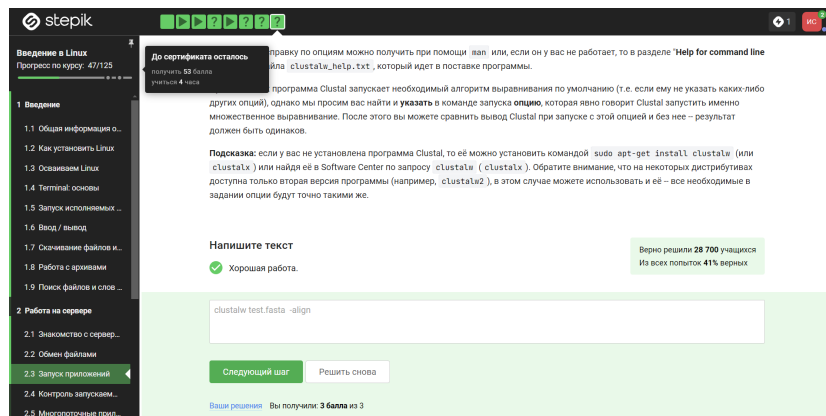 stepik
1
ИС
2
Введение в Linux
Прогресс по курсу: 47/125
До сертификата осталось
получить 53 балла
учиться 4 часа
1 Введение
1.1 Общая информация о...
1.2 Как установить Linux
1.3 Осваиваем Linux
1.4 Terminal: основы
1.5 Запуск исполняемых ...
1.6 Ввод / вывод
1.7 Скачивание файлов и...
1.8 Работа с архивами
1.9 Поиск файлов и слов ...
2 Работа на сервере
2.1 Знакомство с сервер...
2.2 Обмен файлами
2.3 Запуск приложений
2.4 Контроль запускаем...
2.5 Многопоточные прил...
правку по опциям можно получить при помощи man или, если он у вас не работает, то в разделе "Help for command line
йла clustalw_help.txt, который идет в поставке программы.
программа Clustal запускает необходимый алгоритм выравнивания по умолчанию (т.е. если ему не указать каких-либо
других опций), однако мы просим вас найти и указать в команде запуска опцию, которая явно говорит Clustal запустить именно
множественное выравнивание. После этого вы можете сравнить вывод Clustal при запуске с этой опцией и без нее – результат
должен быть одинаков.
Подсказка: если у вас не установлена программа Clustal, то её можно установить командой sudo apt-get install clustalw (или
clustalx) или найдя её в Software Center по запросу clustalw (clustalx). Обратите внимание, что на некоторых дистрибутивах
доступна только вторая версия программы (например, clustalw2), в этом случае можете использовать и её – все необходимые в
задании опции будут точно такими же.
Напишите текст
Хорошая работа.
Верно решили 28 700 учащихся
Из всех попыток 41% верных
clustalw test.fasta -align
Следующий шаг
Решить снова
Ваши решения Вы получили: 3 балла из 3